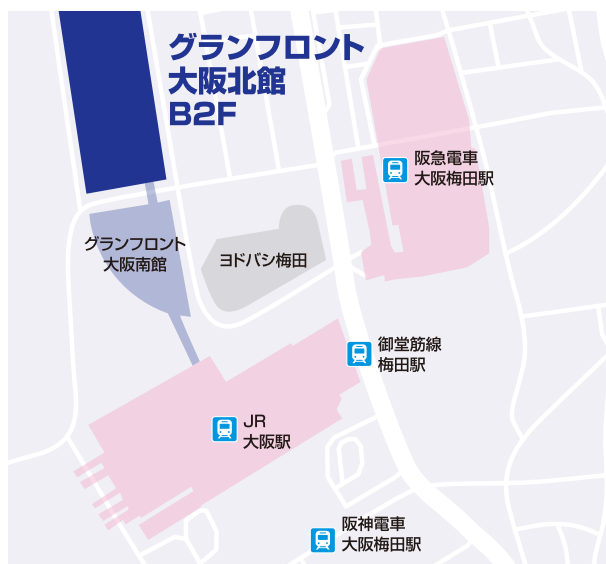 グランフロント
大阪北館
B2F
阪急電車
大阪梅田駅
グランフロント
大阪南館
ヨドバシ梅田
御堂筋線
梅田駅
JR
大阪駅
阪神電車
大阪梅田駅